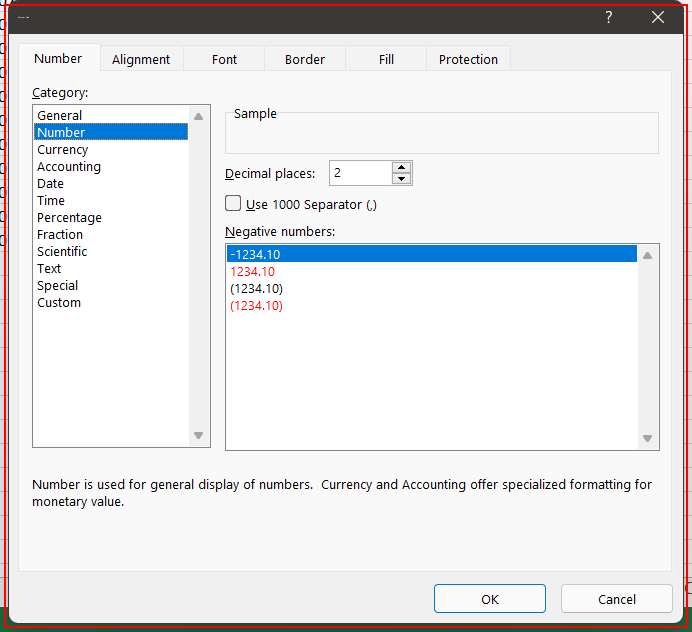 ?
Number Alignment Font Border Fill Protection
Category:
General
Number
Currency
Accounting
Date
Time
Percentage
Fraction
Scientific
Text
Special
Custom
Sample
Decimal places: 2
Use 1000 Separator (,)
Negative numbers:
-1234.10
1234.10
(1234.10)
(1234.10)
Number is used for general display of numbers.  Currency and Accounting offer specialized formatting for
monetary value.
OK Cancel